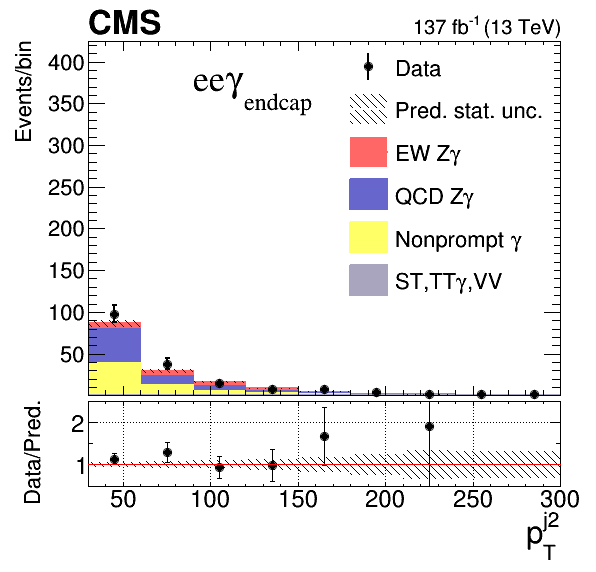 CMS 137 fb⁻¹ (13 TeV)
Events/bin
400
350
300
250
200
150
100
50
eeγ_endcap
Data
Pred. stat. unc.
EW Zγ
QCD Zγ
Nonprompt γ
ST,TTγ,VV
Data/Pred.
2
1
50 100 150 200 250 300
p_T^j2